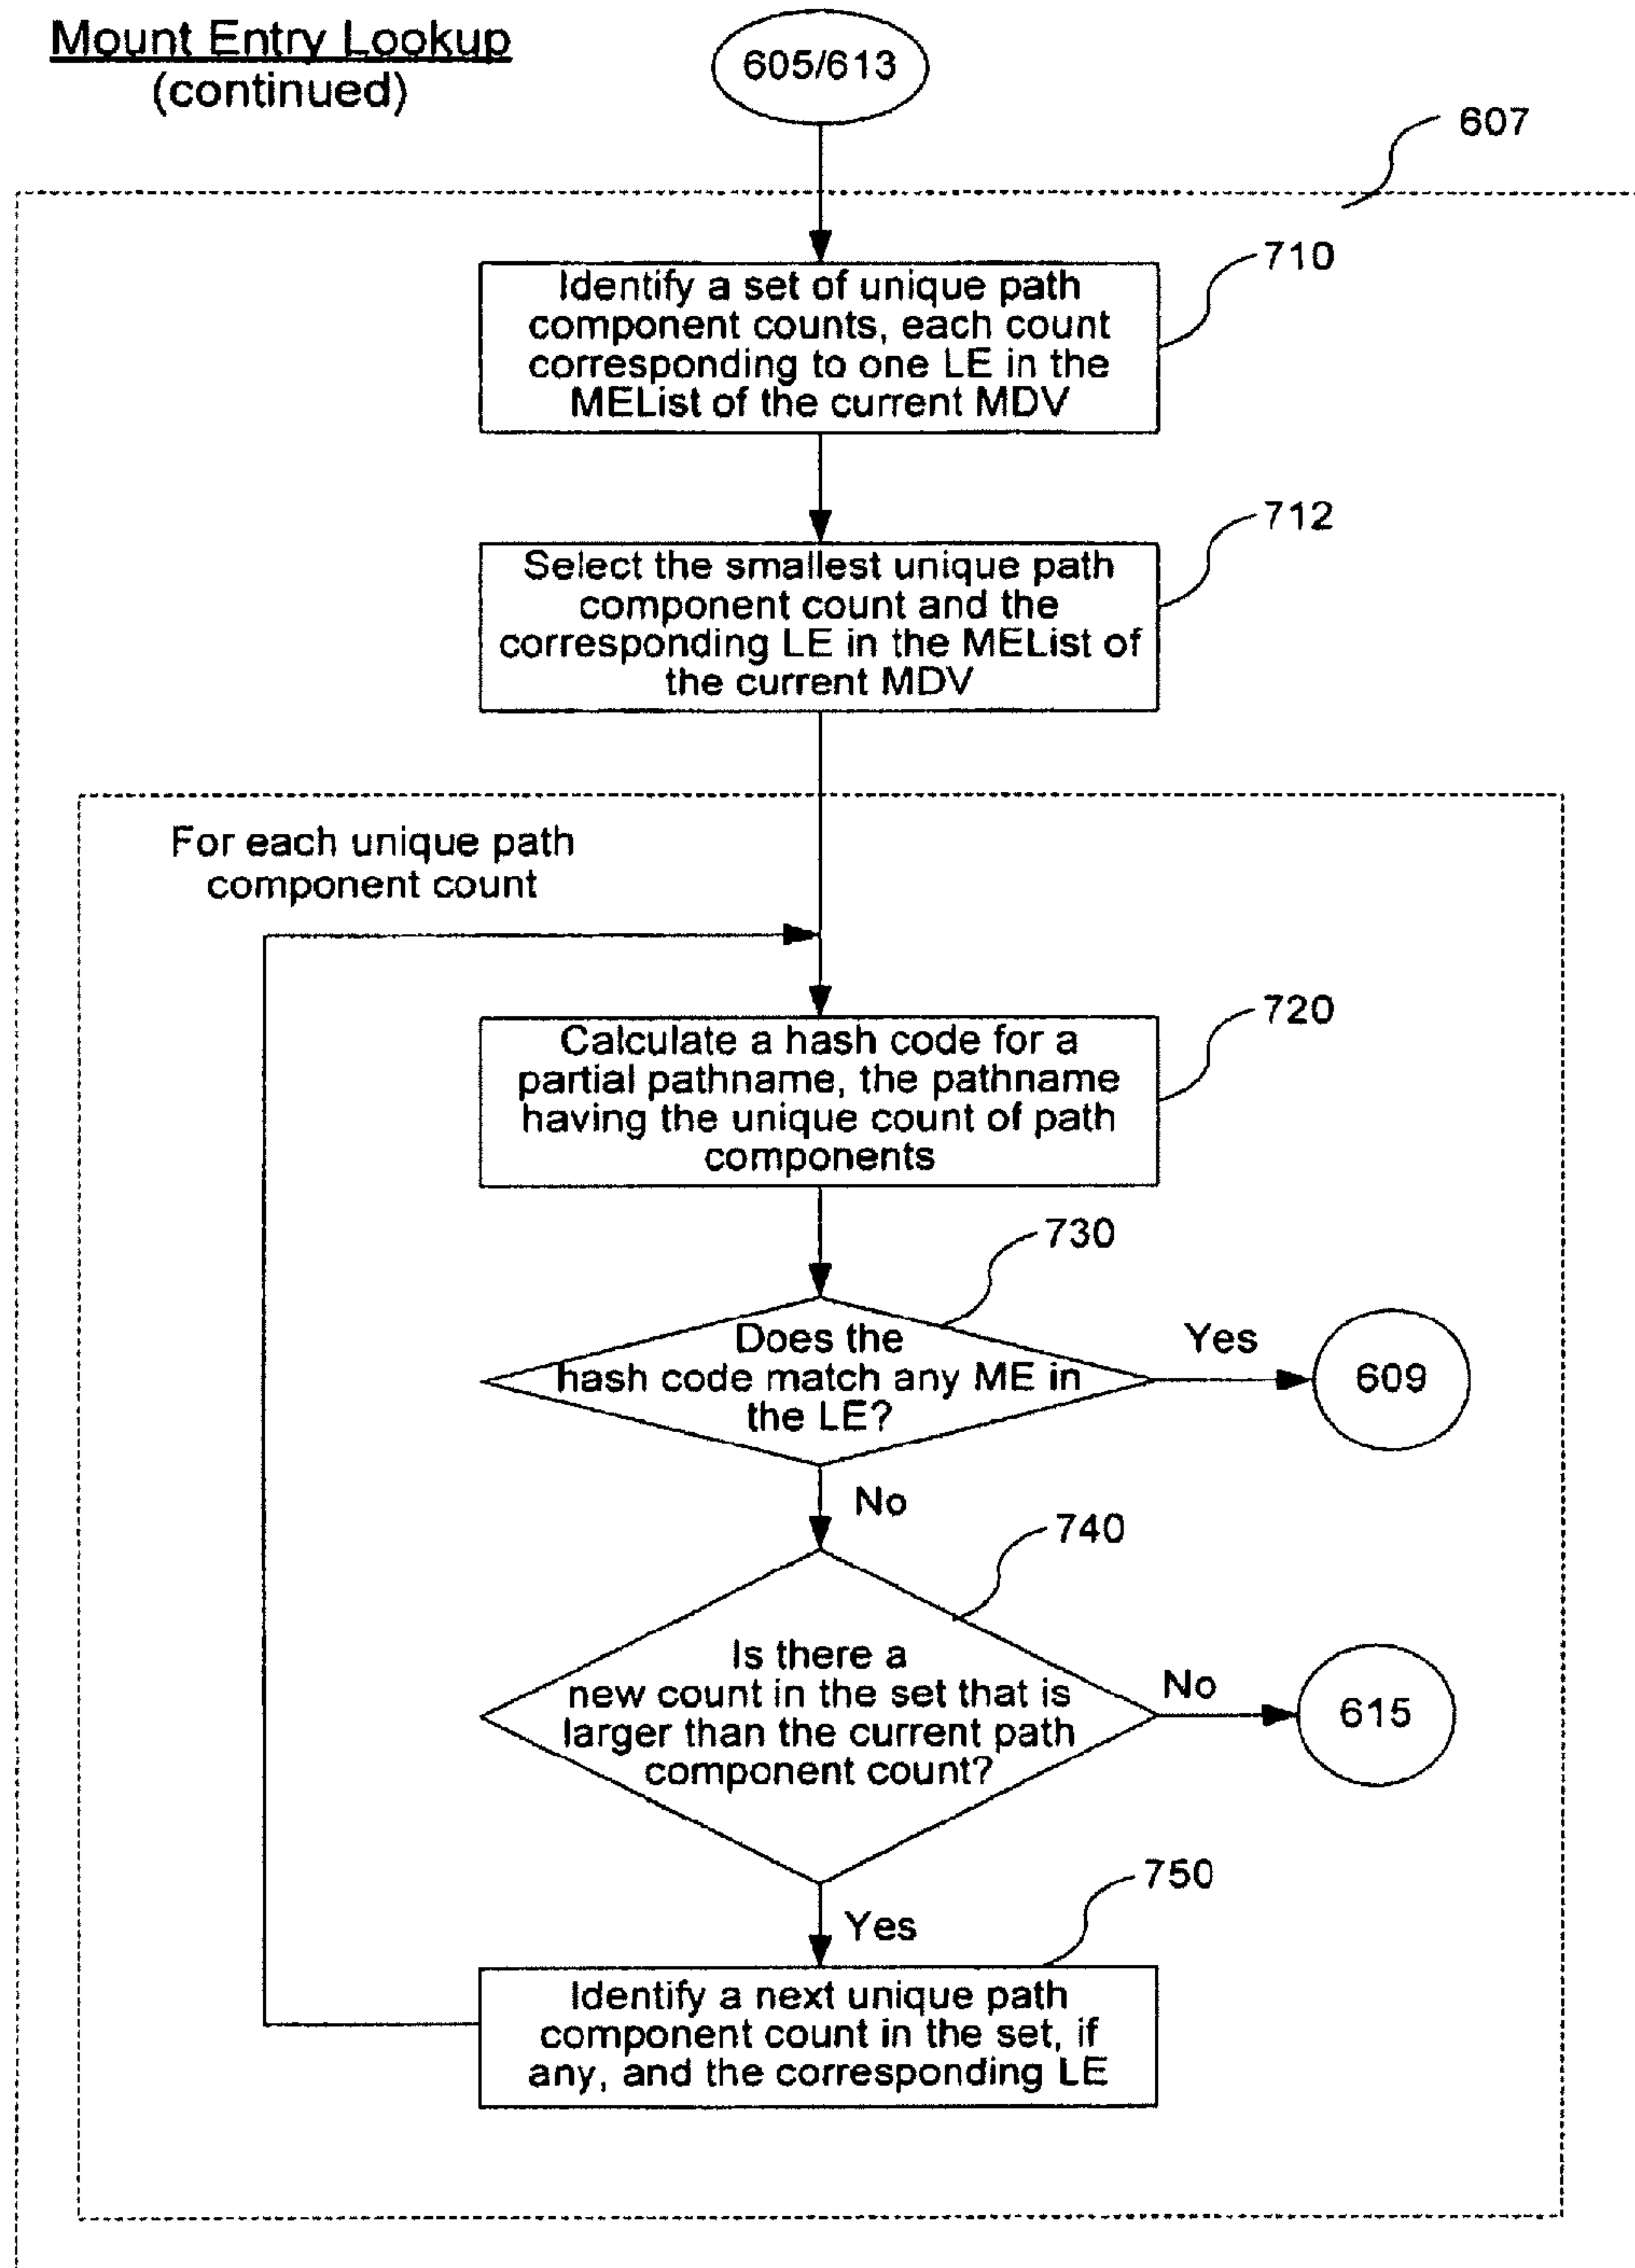 Mount Entry Lookup
(continued)
605/613
607
710
Identify a set of unique path
component counts, each count
corresponding to one LE in the
MEList of the current MDV
712
Select the smallest unique path
component count and the
corresponding LE in the MEList of
the current MDV
For each unique path
component count
720
Calculate a hash code for a
partial pathname, the pathname
having the unique count of path
components
730
Does the
hash code match any ME in
the LE?
Yes
609
No
740
Is there a
new count in the set that is
larger than the current path
component count?
No
615
Yes
750
Identify a next unique path
component count in the set, if
any, and the corresponding LE